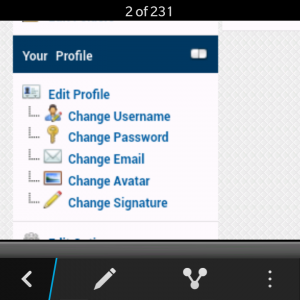 2 of 231
Your Profile
Edit Profile
Change Username
Change Password
Change Email
Change Avatar
Change Signature